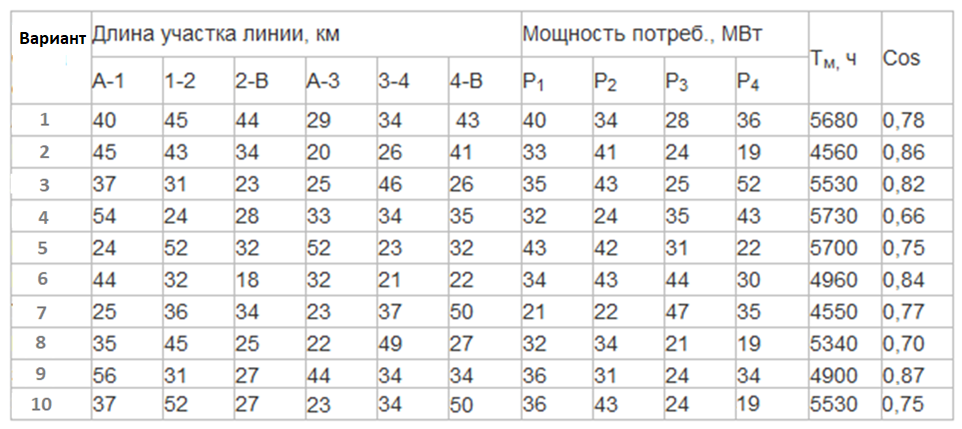 Вариант Длина участка линии, км Мощность потреб., МВт Tм, ч Cos
А-1 1-2 2-В А-3 3-4 4-В P1 P2 P3 P4
1 40 45 44 29 34 43 40 34 28 36 5680 0,78
2 45 43 34 20 26 41 33 41 24 19 4560 0,86
3 37 31 23 25 46 26 35 43 25 52 5530 0,82
4 54 24 28 33 34 35 32 24 35 43 5730 0,66
5 24 52 32 52 23 32 43 42 31 22 5700 0,75
6 44 32 18 32 21 22 34 43 44 30 4960 0,84
7 25 36 34 23 37 50 21 22 47 35 4550 0,77
8 35 45 25 22 49 27 32 34 21 19 5340 0,70
9 56 31 27 44 34 34 36 31 24 34 4900 0,87
10 37 52 27 23 34 50 36 43 24 19 5530 0,75